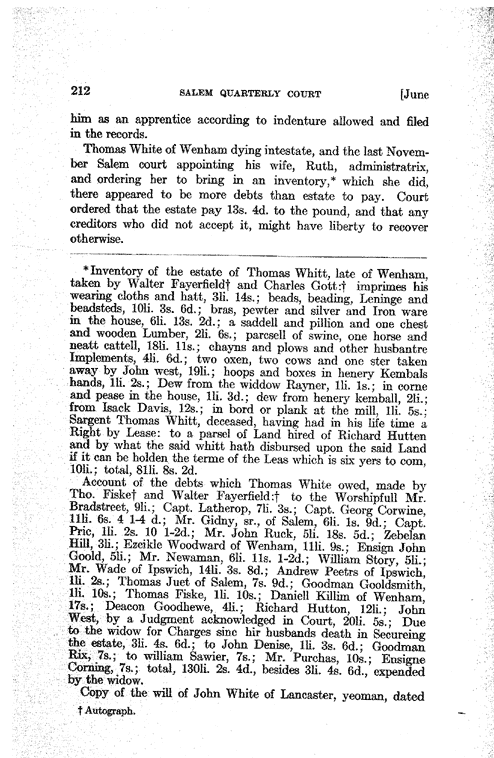 212 SALEM QUARTERLY COURT [June
him as an apprentice according to indenture allowed and filed
in the records.
Thomas White of Wenham dying intestate, and the last Novem-
ber Salem court appointing his wife, Ruth, administratrix,
and ordering her to bring in an inventory,* which she did,
there appeared to be more debts than estate to pay. Court
ordered that the estate pay 13s. 4d. to the pound, and that any
creditors who did not accept it, might have liberty to recover
otherwise.
*Inventory of the estate of Thomas Whitt, late of Wenham,
taken by Walter Fayerfield† and Charles Gott:† imprimes his
wearing cloths and hatt, 3li. 14s.; beads, beading, Leninge and
beadsteds, 10li. 3s. 6d.; bras, pewter and silver and Iron ware
in the house, 6li. 13s. 2d.; a saddell and pillion and one chest
and wooden Lumber, 2li. 6s.; parcsell of swine, one horse and
neatt cattell, 18li. 11s.; chayns and plows and other husbantre
Implements, 4li. 6d.; two oxen, two cows and one ster taken
away by John west, 19li.; hoops and boxes in henery Kembals
hands, 1li. 2s.; Dew from the widdow Rayner, 1li. 1s.; in corne
and pease in the house, 1li. 3d.; dew from henery kemball, 2li.;
from Isack Davis, 12s.; in bord or plank at the mill, 1li. 5s.;
Sargent Thomas Whitt, deceased, having had in his life time a
Right by Lease: to a parsel of Land hired of Richard Hutten
and by what the said whitt hath disbursed upon the said Land
if it can be holden the terme of the Leas which is six yers to com,
10li.; total, 81li. 8s. 2d.
Account of the debts which Thomas White owed, made by
Tho. Fiske† and Walter Fayerfield:† to the Worshipfull Mr.
Bradstreet, 9li.; Capt. Latherop, 7li. 3s.; Capt. Georg Corwine,
11li. 6s. 4 1-4 d.; Mr. Gidny, sr., of Salem, 6li. 1s. 9d.; Capt.
Pric, 1li. 2s. 10 1-2d.; Mr. John Ruck, 5li. 18s. 5d.; Zebelan
Hill, 3li.; Ezeikle Woodward of Wenham, 11li. 9s.; Ensign John
Goold, 5li.; Mr. Newaman, 6li. 11s. 1-2d.; William Story, 5li.;
Mr. Wade of Ipswich, 14li. 3s. 8d.; Andrew Peetrs of Ipswich,
1li. 2s.; Thomas Juet of Salem, 7s. 9d.; Goodman Gooldsmith,
1li. 10s.; Thomas Fiske, 1li. 10s.; Daniell Killim of Wenham,
17s.; Deacon Goodhewe, 4li.; Richard Hutton, 12li.; John
West, by a Judgment acknowledged in Court, 20li. 5s.; Due
to the widow for Charges sinc hir husbands death in Secureing
the estate, 3li. 4s. 6d.; to John Denise, 1li. 3s. 6d.; Goodman
Rix, 7s.; to william Sawier, 7s.; Mr. Purchas, 10s.; Ensigne
Corning, 7s.; total, 130li. 2s. 4d., besides 3li. 4s. 6d., expended
by the widow.
Copy of the will of John White of Lancaster, yeoman, dated
† Autograph.